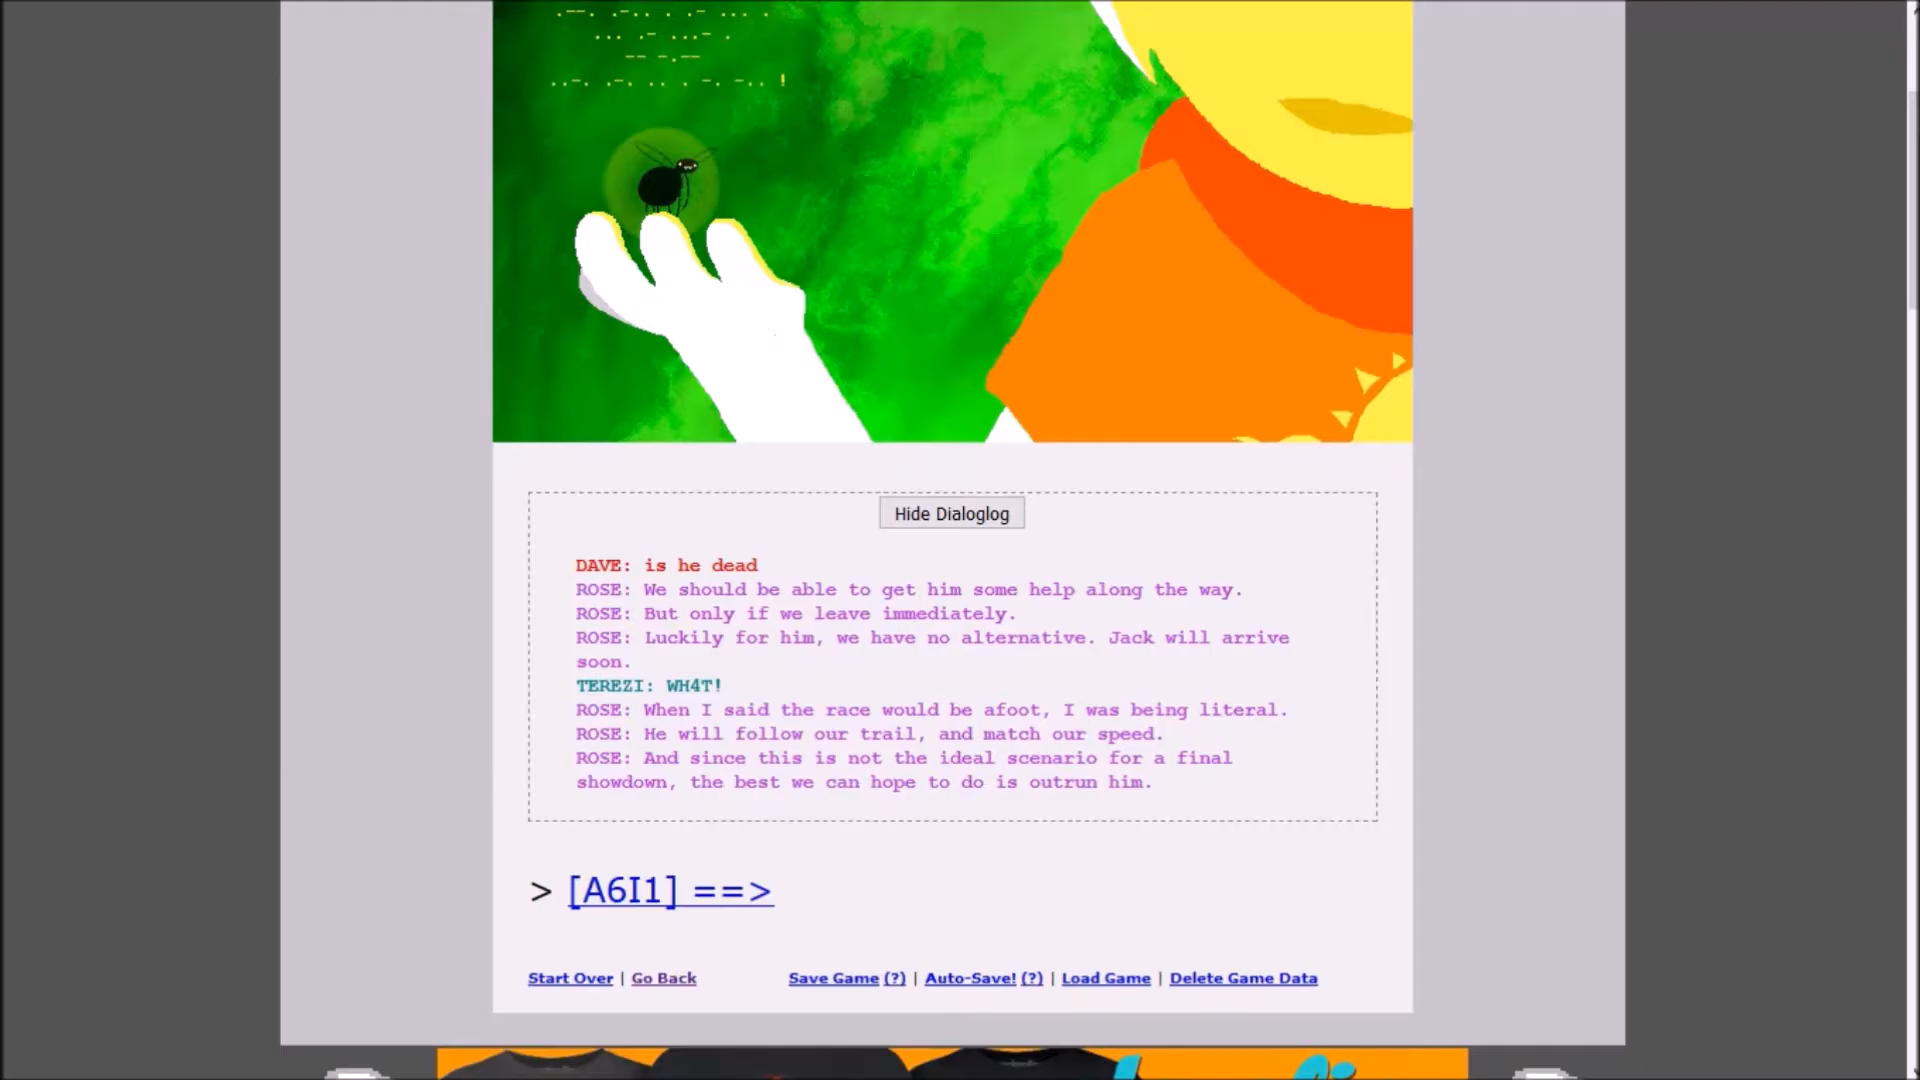 .--. .-.. . .- ... .
... .- ...- .
-- -.--
..-. .-. .. . -. -.. !
Hide Dialoglog
DAVE: is he dead
ROSE: We should be able to get him some help along the way.
ROSE: But only if we leave immediately.
ROSE: Luckily for him, we have no alternative. Jack will arrive
soon.
TEREZI: WH4T!
ROSE: When I said the race would be afoot, I was being literal.
ROSE: He will follow our trail, and match our speed.
ROSE: And since this is not the ideal scenario for a final
showdown, the best we can hope to do is outrun him.
> [A6I1] ==>
Start Over | Go Back Save Game (?) | Auto-Save! (?) | Load Game | Delete Game Data